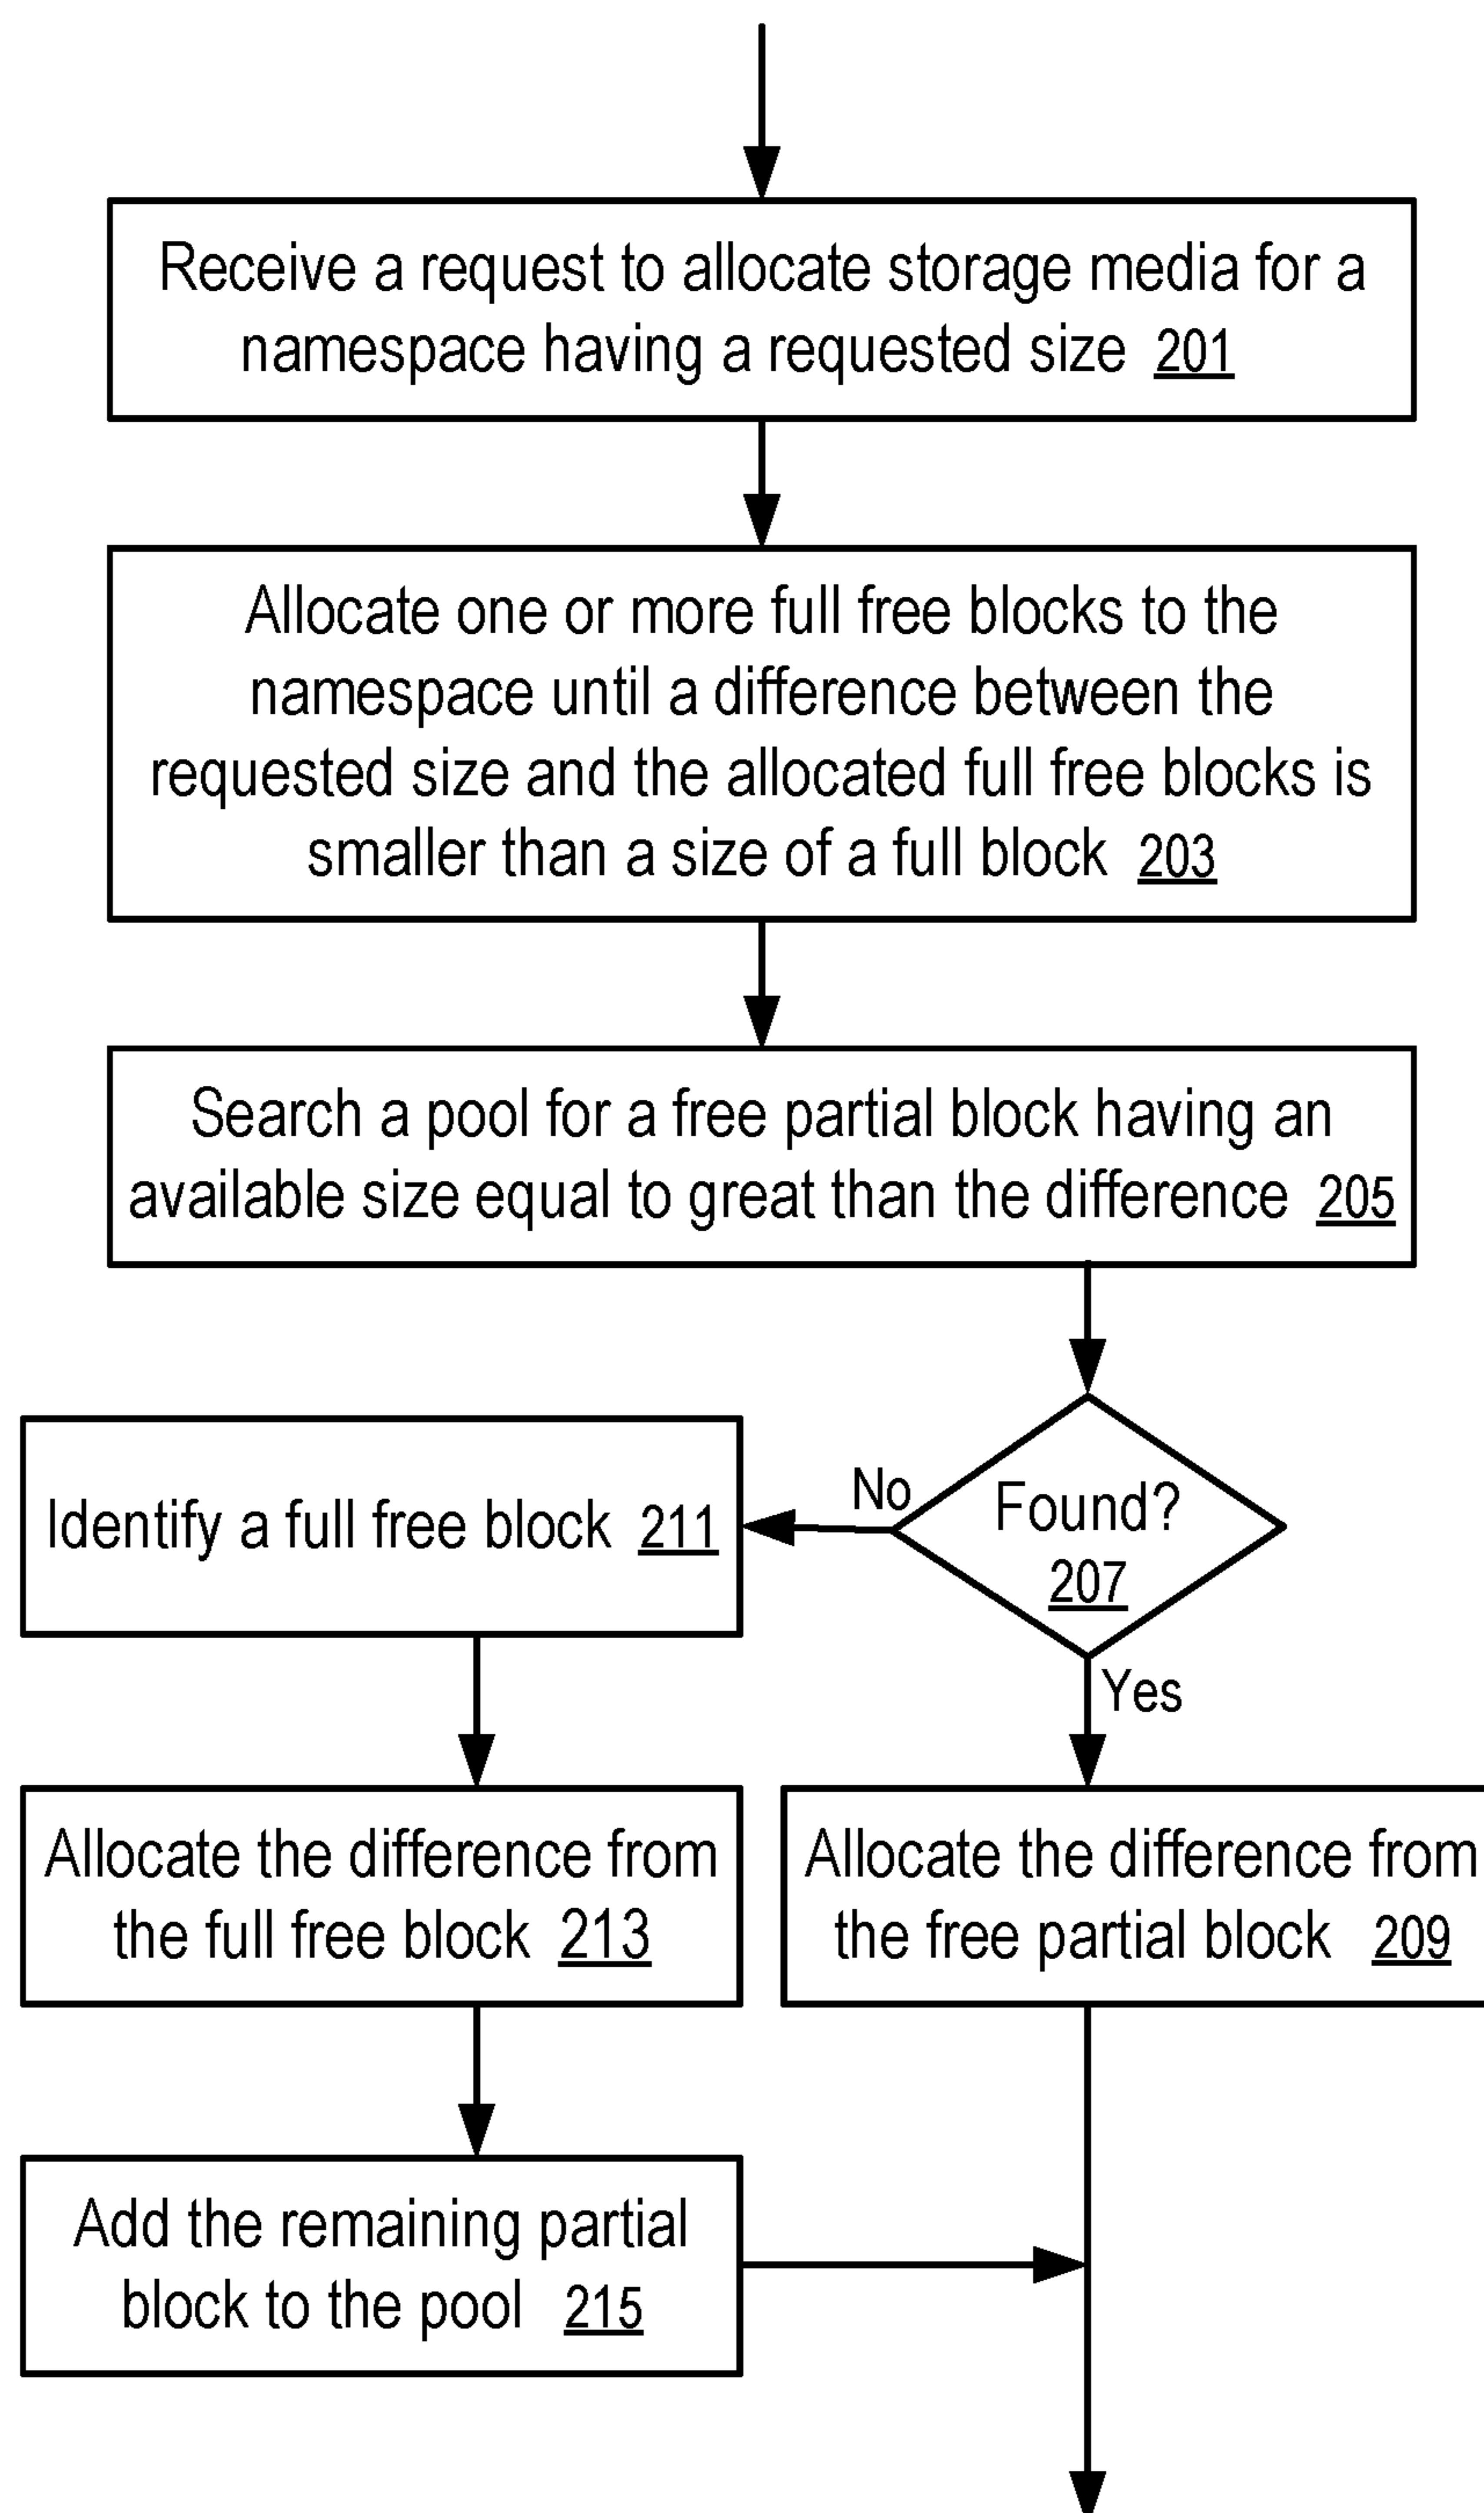 Receive a request to allocate storage media for a
namespace having a requested size 201
Allocate one or more full free blocks to the
namespace until a difference between the
requested size and the allocated full free blocks is
smaller than a size of a full block 203
Search a pool for a free partial block having an
available size equal to great than the difference 205
Found?
207
No
Yes
Identify a full free block 211
Allocate the difference from
the full free block 213
Allocate the difference from
the free partial block 209
Add the remaining partial
block to the pool 215